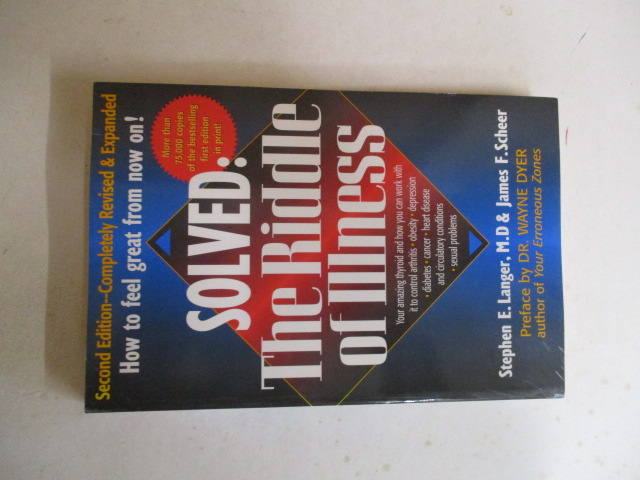 Second Edition—Completely Revised & Expanded
How to feel great from now on!
More than
75,000 copies
of the bestselling
first edition
in print!
SOLVED:
The Riddle
of Illness
Your amazing thyroid and how you can work with
it to control arthritis • obesity • depression
• diabetes • cancer • heart disease
and circulatory conditions
• sexual problems
Stephen E. Langer, M.D & James F. Scheer
Preface by DR. WAYNE DYER
author of Your Erroneous Zones